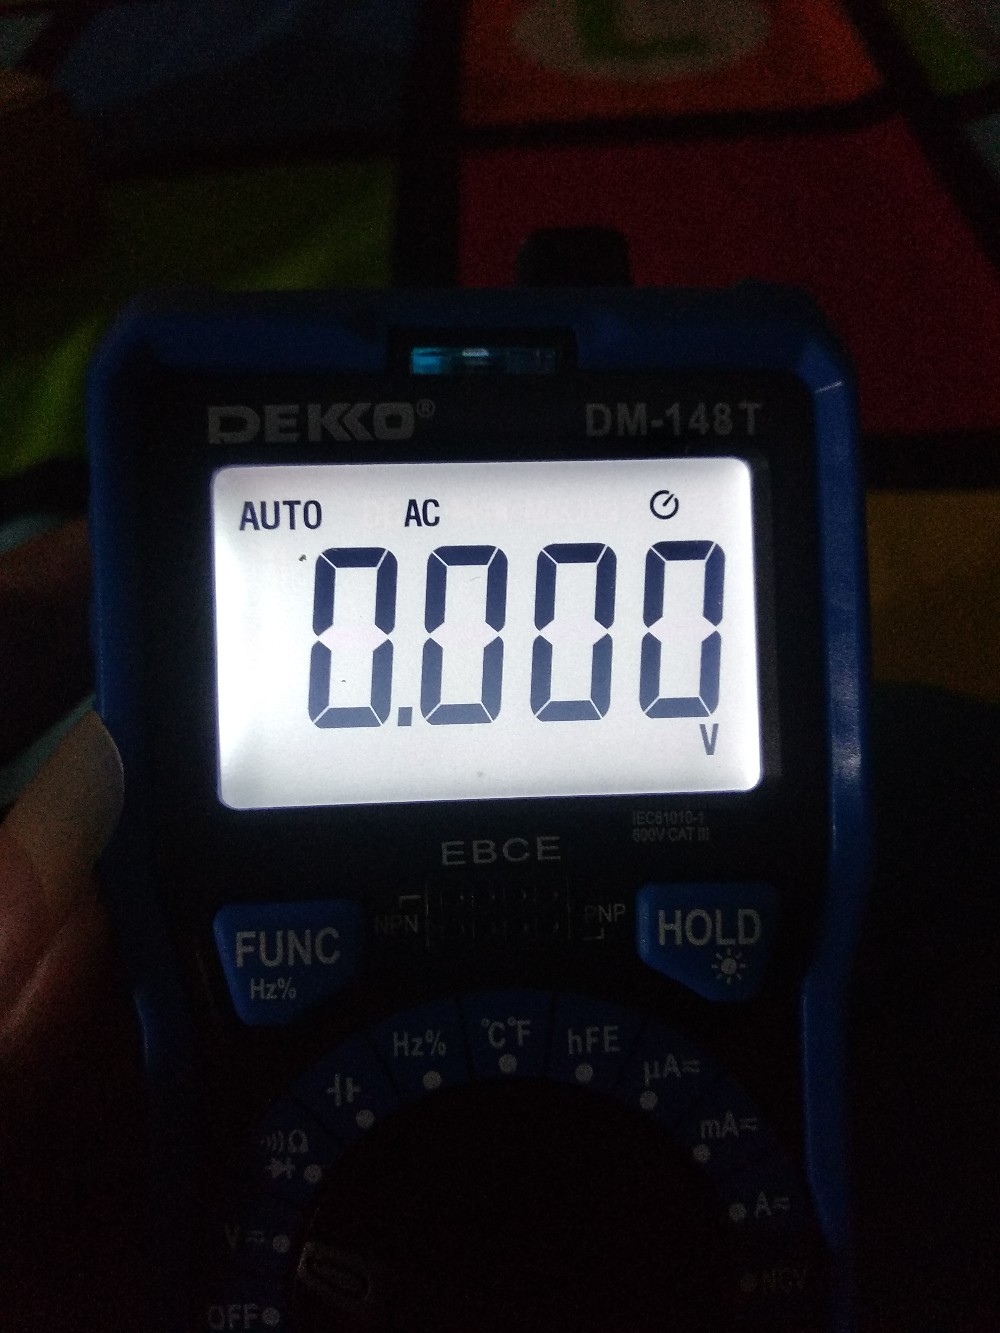 DEKKO® DM-148T
AUTO AC
0.000
V
IEC61010-1
600V CAT III
EBCE
NPN PNP
FUNC
Hz%
HOLD
Hz%
℃℉
hFE
μA≂
mA≂
A≂
NCV
Ω
V≂
OFF
L